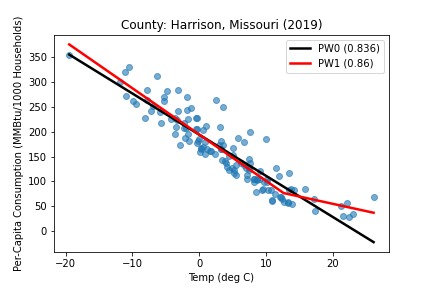 County: Harrison, Missouri (2019)
PW0 (0.836)
PW1 (0.86)
Per-Capita Consumption (MMBtu/1000 Households)
350
300
250
200
150
100
50
0
−20 −10 0 10 20
Temp (deg C)